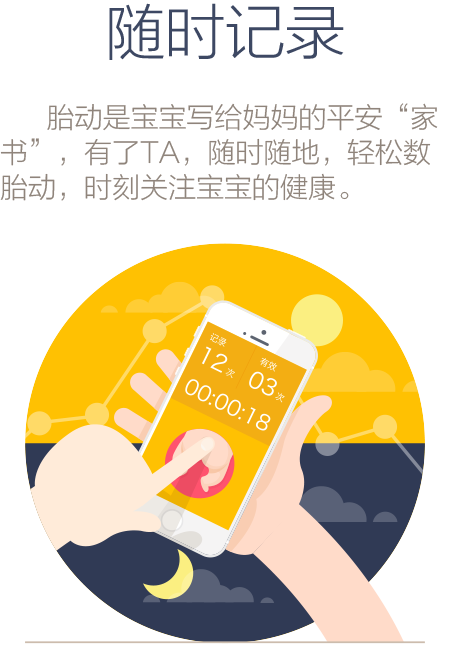 随时记录
胎动是宝宝写给妈妈的平安“家
书”，有了TA，随时随地，轻松数
胎动，时刻关注宝宝的健康。
记录 有效
12次 03次
00:00:18